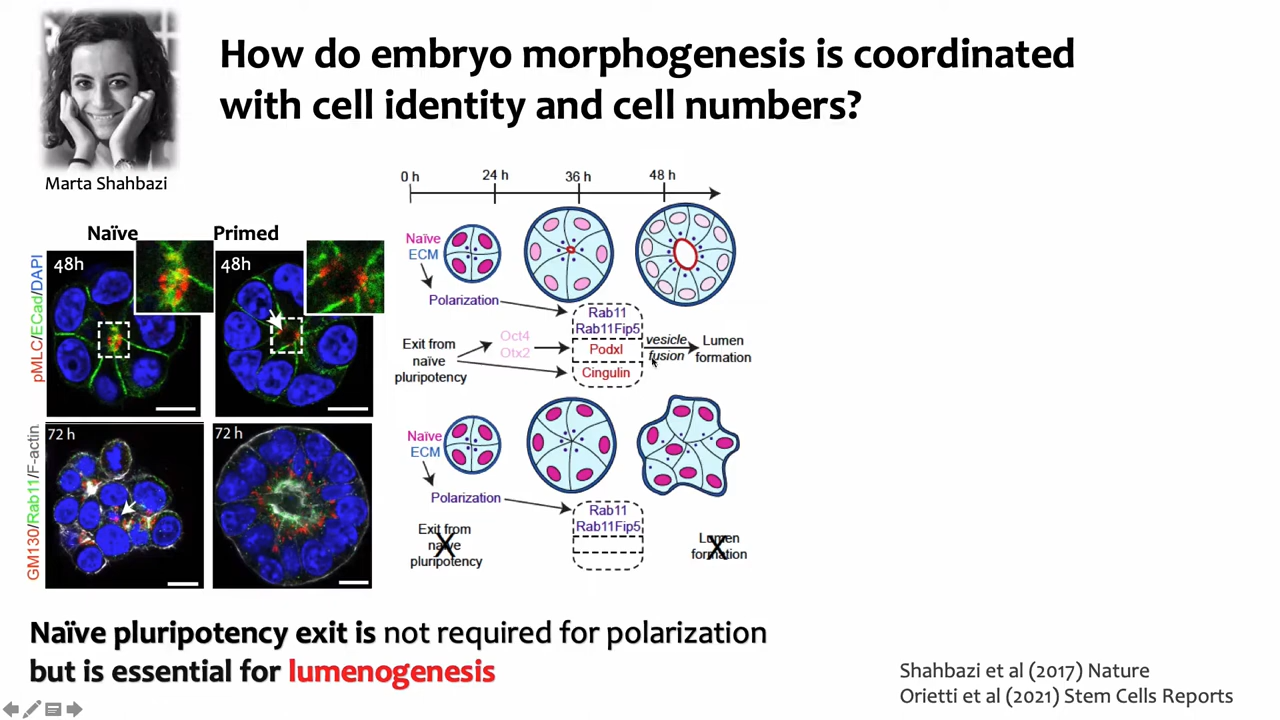 How do embryo morphogenesis is coordinated
with cell identity and cell numbers?
Marta Shahbazi
Naïve
Primed
48h
48h
pMLC/ECad/DAPI
72 h
72 h
GM130/Rab11/F-actin
0 h
24 h
36 h
48 h
Naïve
ECM
Polarization
Rab11
Rab11Fip5
Exit from
naïve
pluripotency
Oct4
Otx2
Podxl
Cingulin
vesicle
fusion
Lumen
formation
Naïve
ECM
Polarization
Rab11
Rab11Fip5
Exit from
naïve
pluripotency
X
Lumen
formation
X
Naïve pluripotency exit is not required for polarization
but is essential for lumenogenesis
Shahbazi et al (2017) Nature
Orietti et al (2021) Stem Cells Reports